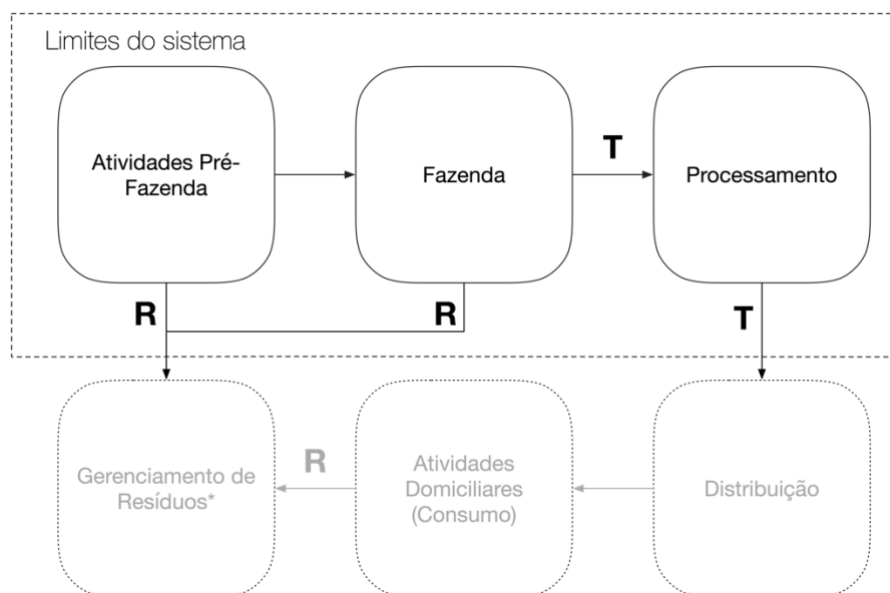 Limites do sistema
Atividades Pré-
Fazenda
Fazenda
T
Processamento
R
R
T
Gerenciamento de
Resíduos*
R
Atividades
Domiciliares
(Consumo)
Distribuição